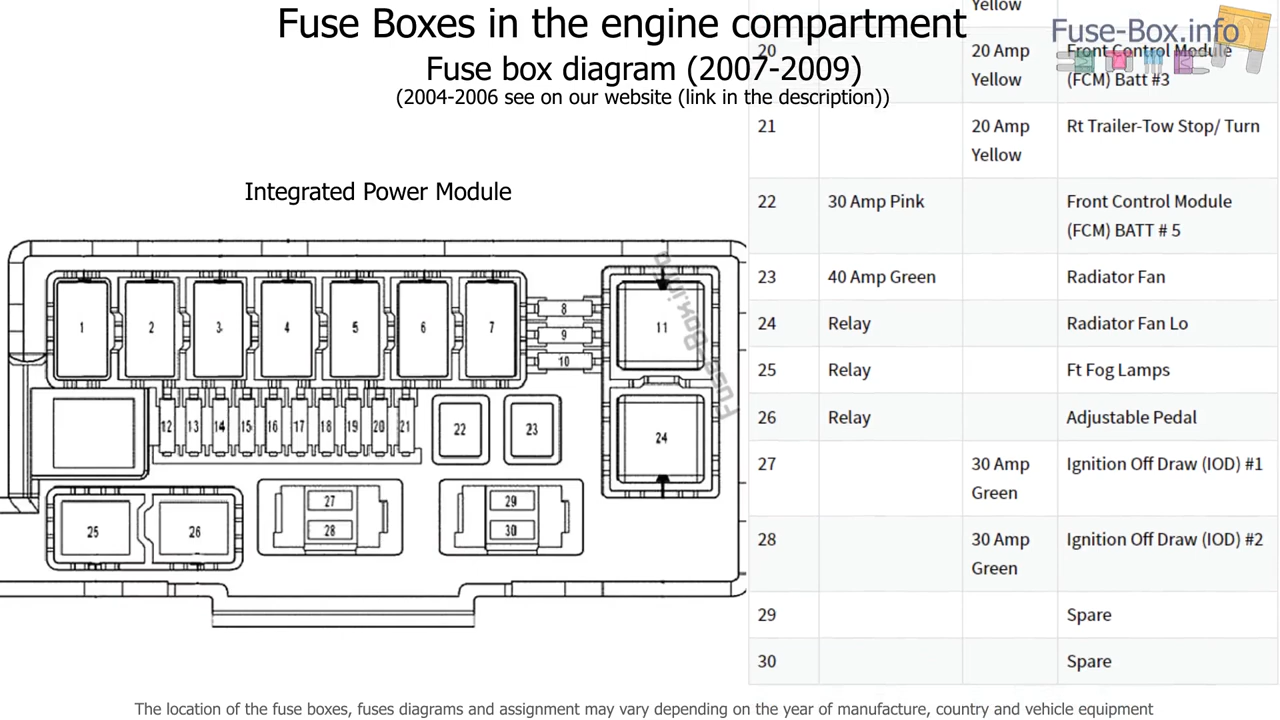 Fuse Boxes in the engine compartment
Fuse box diagram (2007-2009)
(2004-2006 see on our website (link in the description))
Fuse-Box.info
Integrated Power Module
1 2 3 4 5 6 7
8
9
10
11
12 13 14 15 16 17 18 19 20 21
22 23
24
25 26
27
28
29
30
Fuse-Box.info
Yellow
20 20 Amp Front Control Module
Yellow (FCM) Batt #3
21 20 Amp Rt Trailer-Tow Stop/ Turn
Yellow
22 30 Amp Pink Front Control Module
(FCM) BATT # 5
23 40 Amp Green Radiator Fan
24 Relay Radiator Fan Lo
25 Relay Ft Fog Lamps
26 Relay Adjustable Pedal
27 30 Amp Ignition Off Draw (IOD) #1
Green
28 30 Amp Ignition Off Draw (IOD) #2
Green
29 Spare
30 Spare
The location of the fuse boxes, fuses diagrams and assignment may vary depending on the year of manufacture, country and vehicle equipment